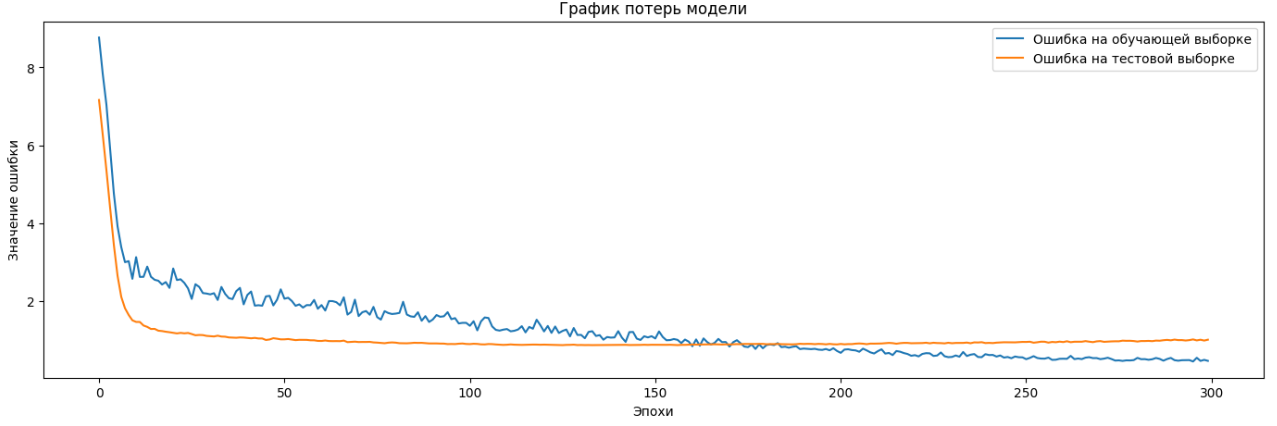 График потерь модели
Ошибка на обучающей выборке
Ошибка на тестовой выборке
Значение ошибки
8
6
4
2
0
50
100
150
200
250
300
Эпохи